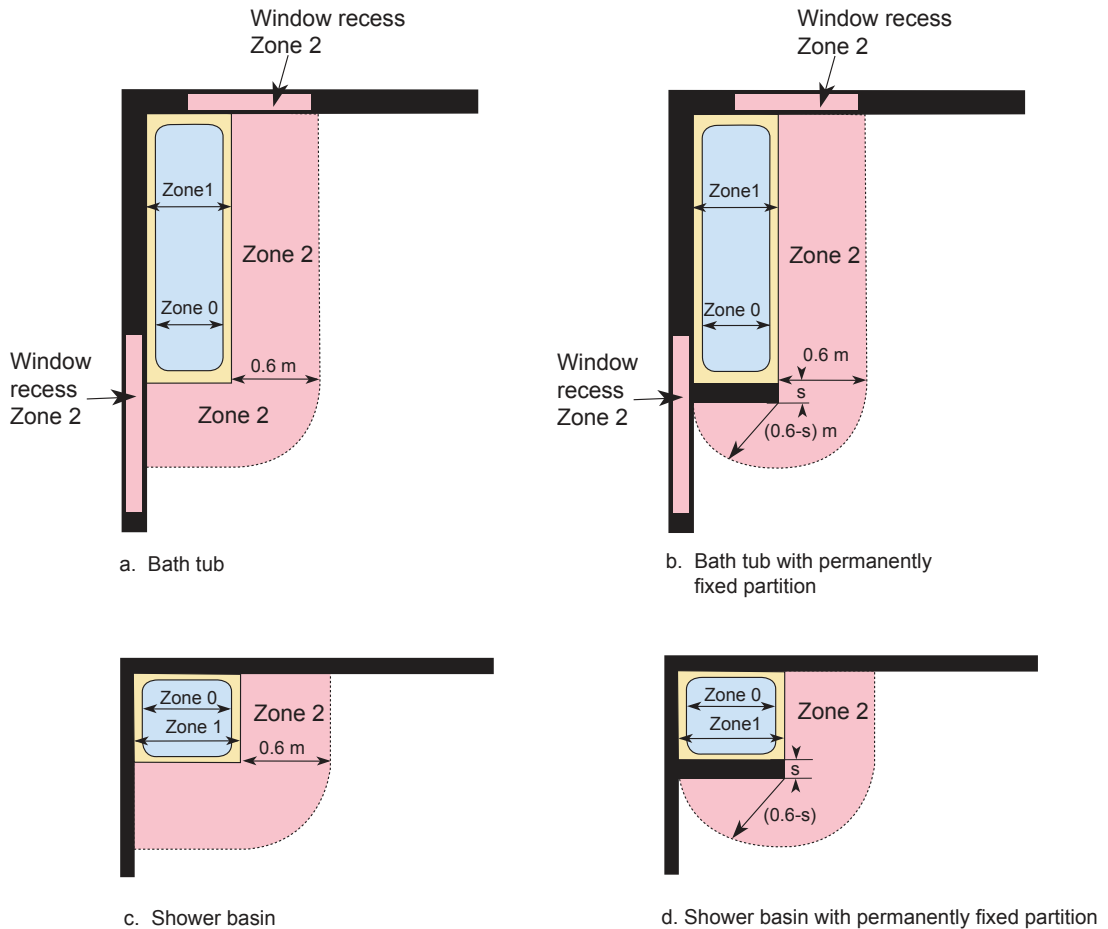 Window recess
Zone 2
Zone1
Zone 2
Zone 0
0.6 m
Window
recess
Zone 2
Zone 2
a. Bath tub
Window recess
Zone 2
Zone1
Zone 2
Zone 0
0.6 m
s
(0.6-s) m
Window
recess
Zone 2
b. Bath tub with permanently
fixed partition
Zone 0
Zone 1
Zone 2
0.6 m
c. Shower basin
Zone 0
Zone1
Zone 2
s
(0.6-s)
d. Shower basin with permanently fixed partition